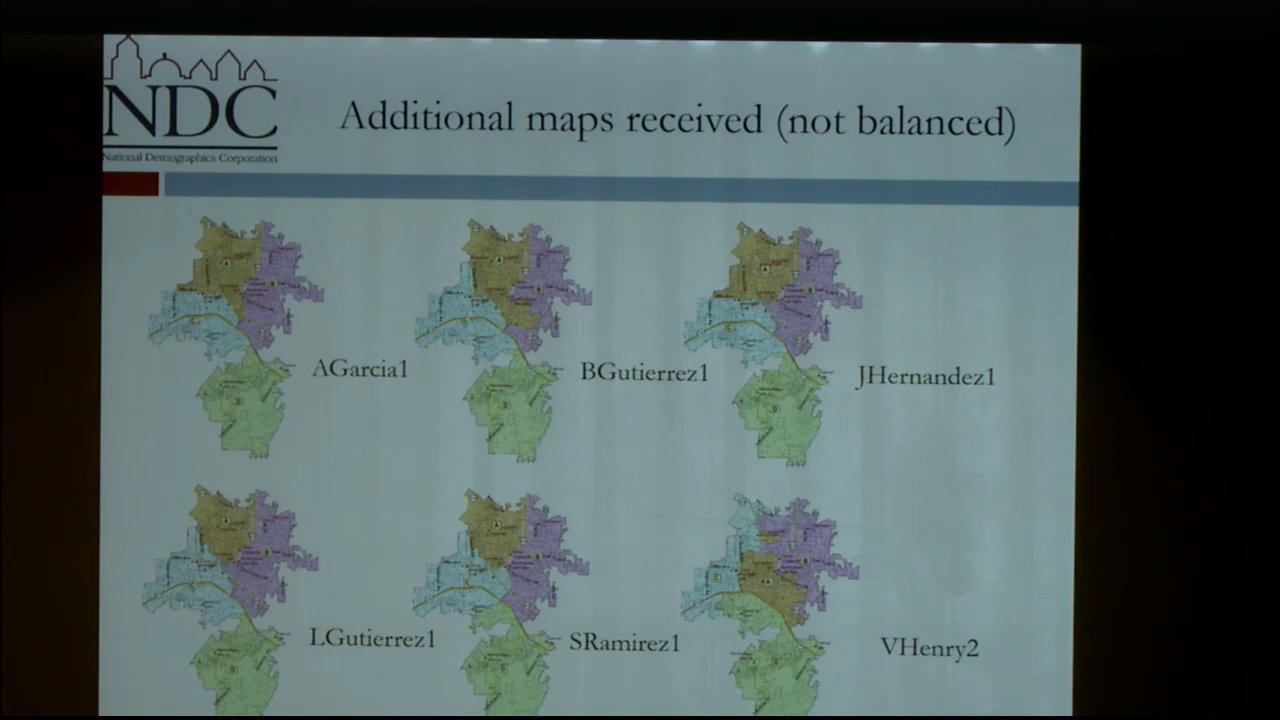 NDC
National Demographics Corporation
Additional maps received (not balanced)
AGarcia1
BGutierrez1
JHernandez1
LGutierrez1
SRamirez1
VHenry2